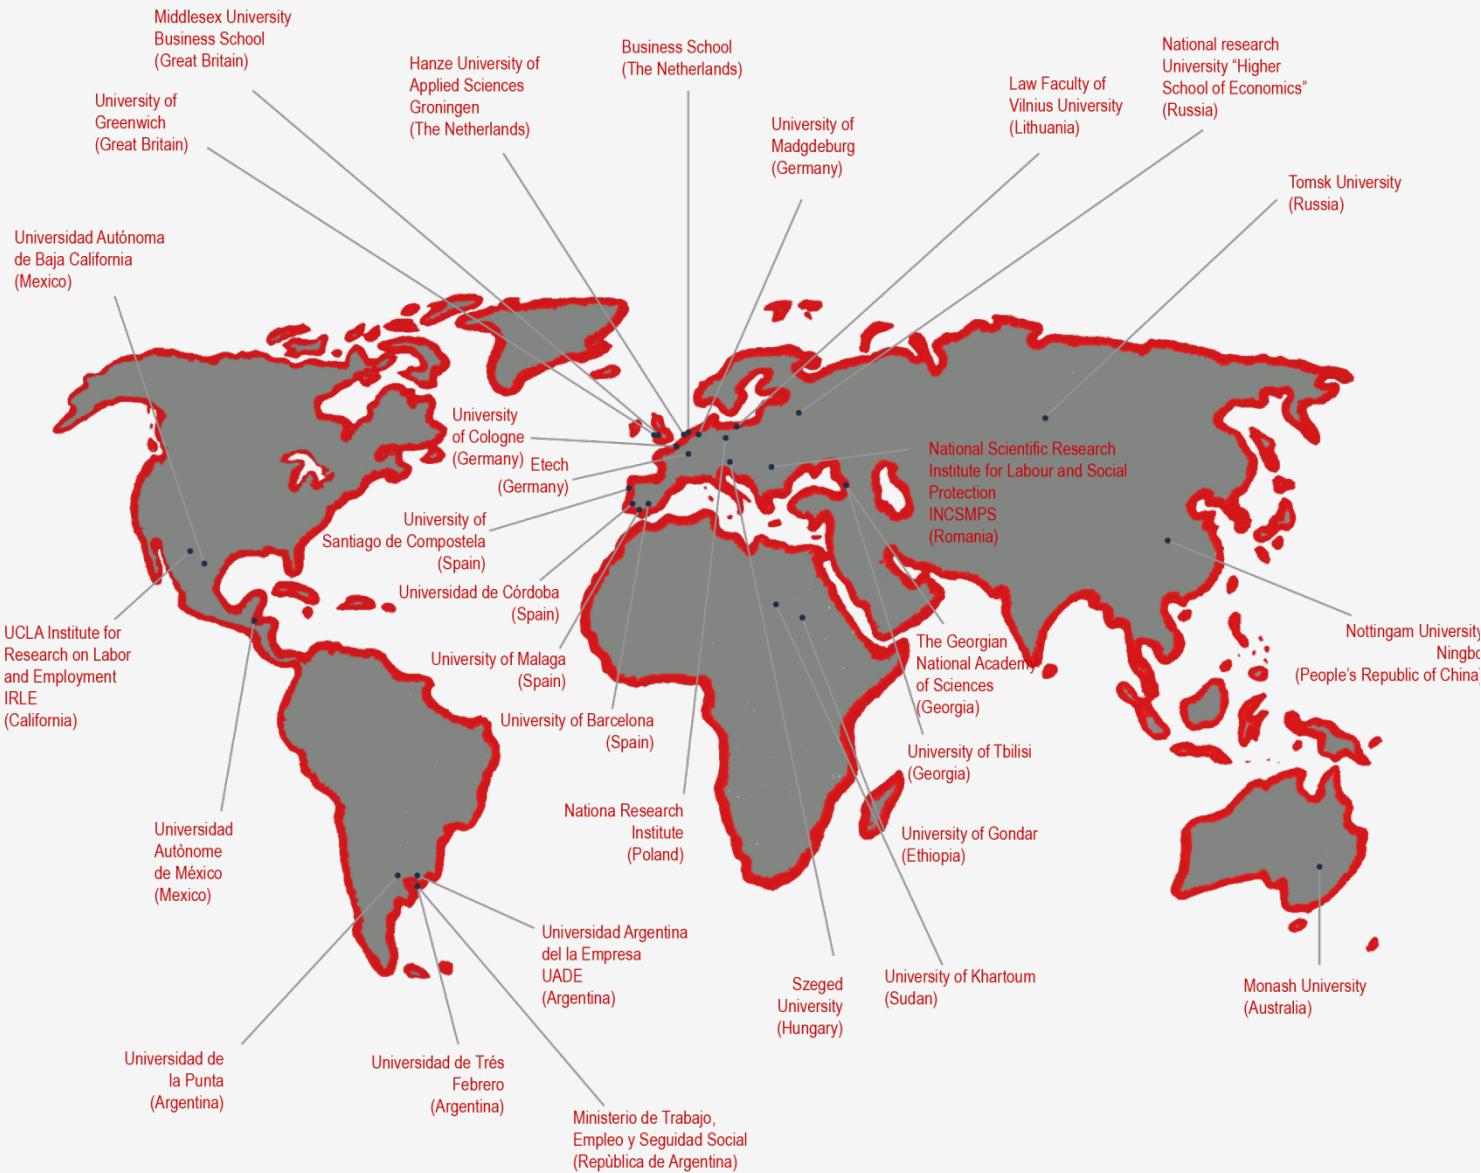 Middlesex University
Business School
(Great Britain)
University of
Greenwich
(Great Britain)
Hanze University of
Applied Sciences
Groningen
(The Netherlands)
Business School
(The Netherlands)
University of
Madgdeburg
(Germany)
Law Faculty of
Vilnius University
(Lithuania)
National research
University “Higher
School of Economics”
(Russia)
Tomsk University
(Russia)
Universidad Autónoma
de Baja California
(Mexico)
University
of Cologne
(Germany)
Etech
(Germany)
University of
Santiago de Compostela
(Spain)
Universidad de Córdoba
(Spain)
University of Malaga
(Spain)
University of Barcelona
(Spain)
National Scientific Research
Institute for Labour and Social
Protection
INCSMPS
(Romania)
UCLA Institute for
Research on Labor
and Employment
IRLE
(California)
The Georgian
National Academy
of Sciences
(Georgia)
Nottingam University
Ningbo
(People's Republic of China)
University of Tbilisi
(Georgia)
Nationa Research
Institute
(Poland)
University of Gondar
(Ethiopia)
Universidad
Autònome
de México
(Mexico)
Universidad Argentina
del la Empresa
UADE
(Argentina)
Szeged
University
(Hungary)
University of Khartoum
(Sudan)
Monash University
(Australia)
Universidad de
la Punta
(Argentina)
Universidad de Trés
Febrero
(Argentina)
Ministerio de Trabajo,
Empleo y Seguidad Social
(Repùblica de Argentina)